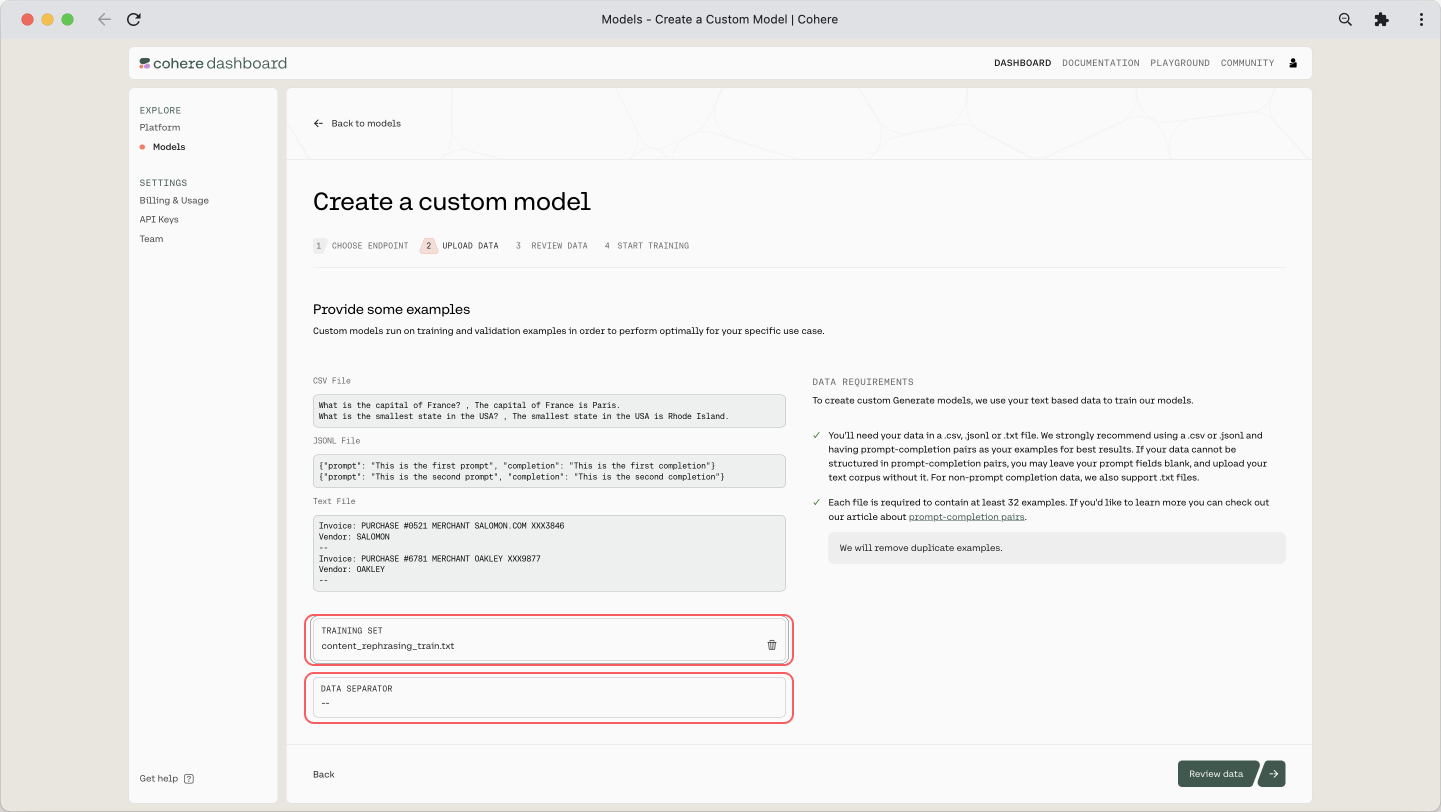 Models - Create a Custom Model | Cohere
cohere dashboard
DASHBOARD DOCUMENTATION PLAYGROUND COMMUNITY
EXPLORE
Platform
Models
SETTINGS
Billing & Usage
API Keys
Team
Get help ?
← Back to models
Create a custom model
1 CHOOSE ENDPOINT 2 UPLOAD DATA 3 REVIEW DATA 4 START TRAINING
Provide some examples
Custom models run on training and validation examples in order to perform optimally for your specific use case.
CSV File
What is the capital of France? , The capital of France is Paris.
What is the smallest state in the USA? , The smallest state in the USA is Rhode Island.
JSONL File
{"prompt": "This is the first prompt", "completion": "This is the first completion"}
{"prompt": "This is the second prompt", "completion": "This is the second completion"}
Text File
Invoice: PURCHASE #0521 MERCHANT SALOMON.COM XXX3846
Vendor: SALOMON
--
Invoice: PURCHASE #6781 MERCHANT OAKLEY XXX9877
Vendor: OAKLEY
--
TRAINING SET
content_rephrasing_train.txt
DATA SEPARATOR
--
DATA REQUIREMENTS
To create custom Generate models, we use your text based data to train our models.
✓ You'll need your data in a .csv, .jsonl or .txt file. We strongly recommend using a .csv or .jsonl and
having prompt-completion pairs as your examples for best results. If your data cannot be
structured in prompt-completion pairs, you may leave your prompt fields blank, and upload your
text corpus without it. For non-prompt completion data, we also support .txt files.
✓ Each file is required to contain at least 32 examples. If you'd like to learn more you can check out
our article about prompt-completion pairs.
We will remove duplicate examples.
Back
Review data →